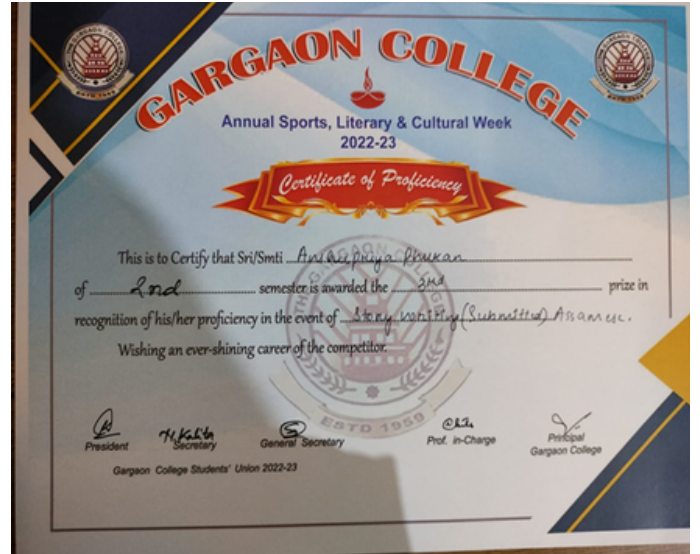 GARGAON COLLEGE
Annual Sports, Literary & Cultural Week
2022-23
Certificate of Proficiency
This is to Certify that Sri/Smti Phukan
of 2nd semester is awarded the 3rd prize in
recognition of his/her proficiency in the event of Story writing (Submitted) Assamese.
Wishing an ever-shining career of the competitor.
THE GARGAON COLLEGE
ESTD 1959
President Secretary General Secretary Prof. in-Charge Principal
Gargaon College
Gargaon College Students' Union 2022-23